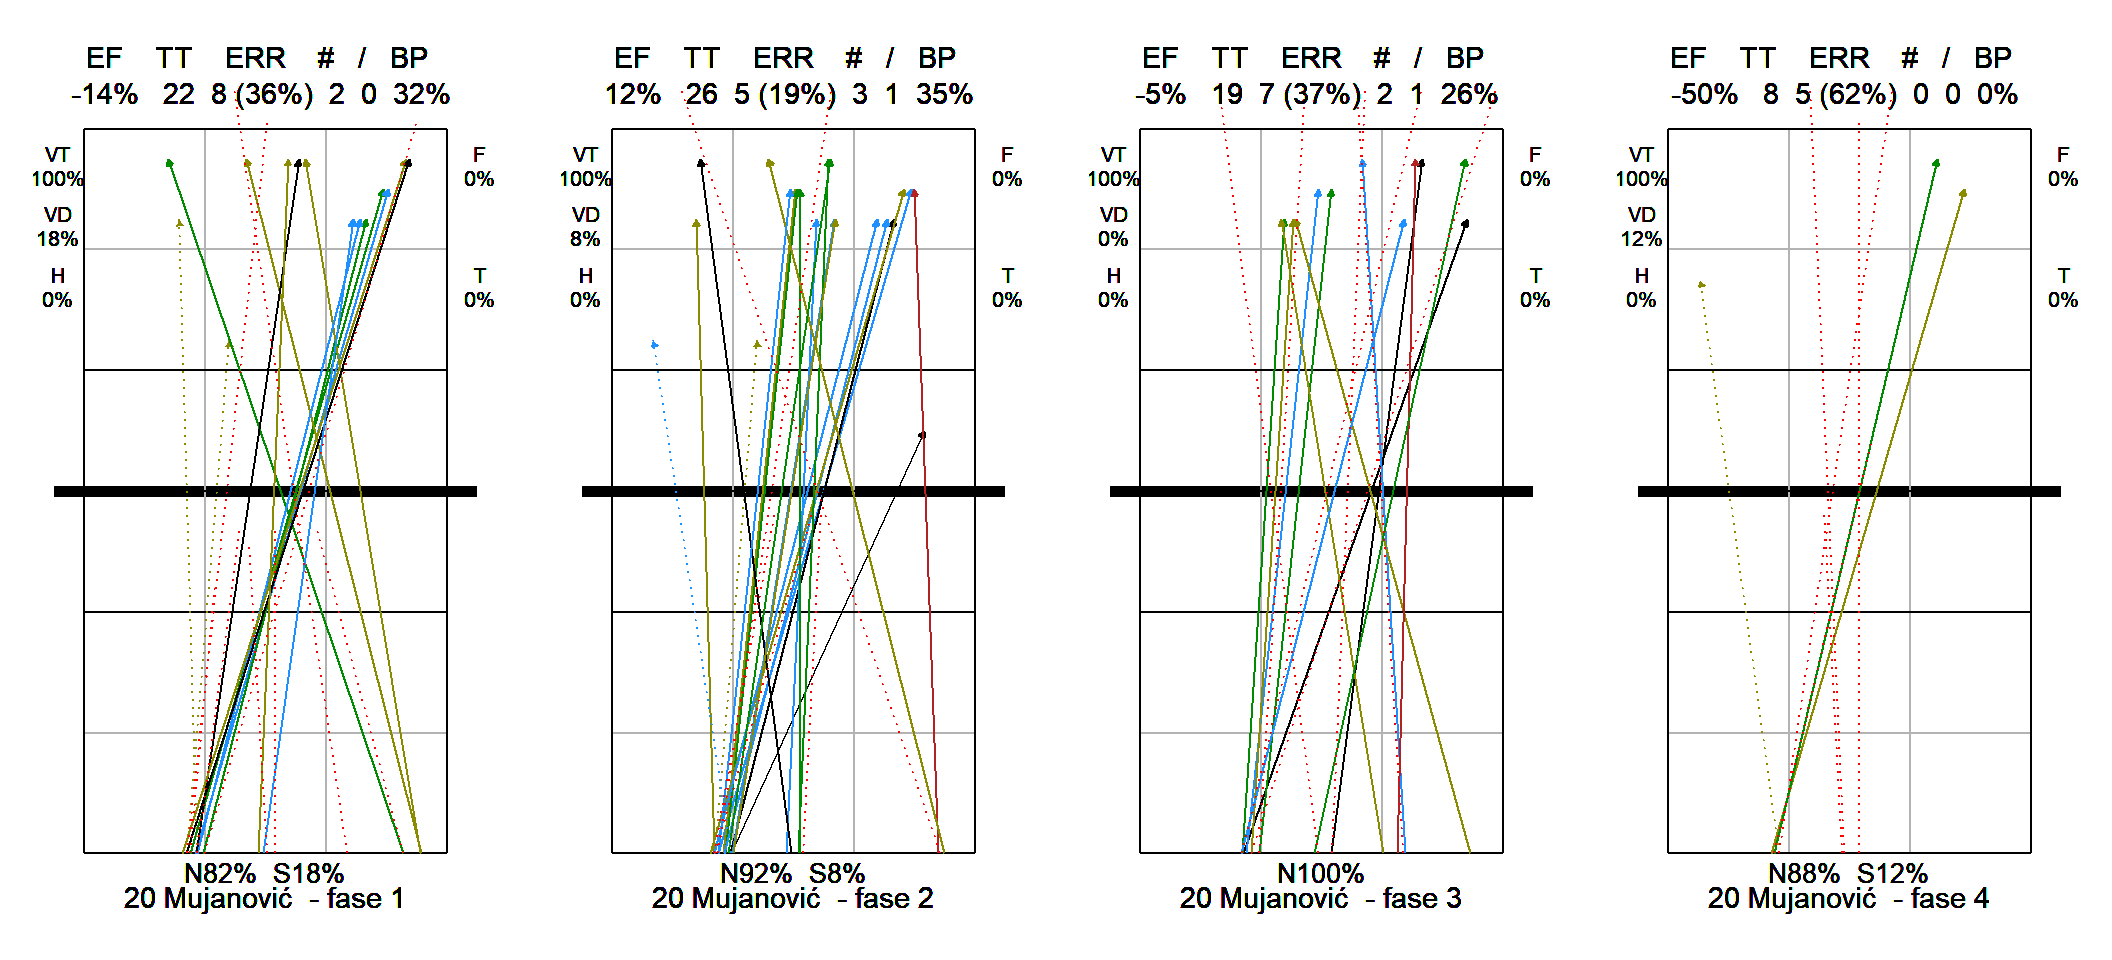 EF TT ERR # / BP
-14% 22 8 (36%) 2 0 32%
VT
100%
VD
18%
H
0%
F
0%
T
0%
N82% S18%
20 Mujanović - fase 1
EF TT ERR # / BP
12% 26 5 (19%) 3 1 35%
VT
100%
VD
8%
H
0%
F
0%
T
0%
N92% S8%
20 Mujanović - fase 2
EF TT ERR # / BP
-5% 19 7 (37%) 2 1 26%
VT
100%
VD
0%
H
0%
F
0%
T
0%
N100%
20 Mujanović - fase 3
EF TT ERR # / BP
-50% 8 5 (62%) 0 0 0%
VT
100%
VD
12%
H
0%
F
0%
T
0%
N88% S12%
20 Mujanović - fase 4